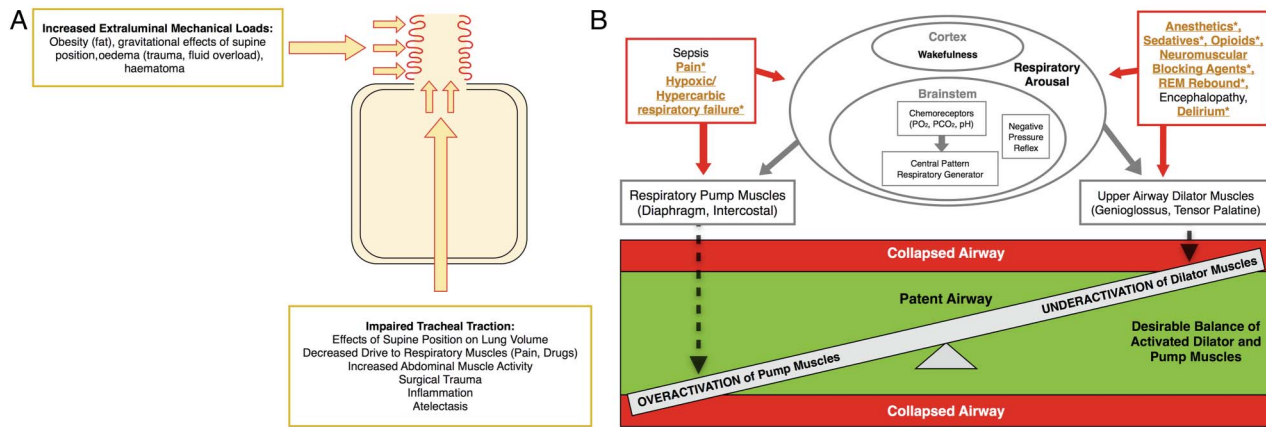 A
Increased Extraluminal Mechanical Loads:
Obesity (fat), gravitational effects of supine
position,oedema (trauma, fluid overload),
haematoma
Impaired Tracheal Traction:
Effects of Supine Position on Lung Volume
Decreased Drive to Respiratory Muscles (Pain, Drugs)
Increased Abdominal Muscle Activity
Surgical Trauma
Inflammation
Atelectasis
B
Sepsis
Pain*
Hypoxic/
Hypercarbic
respiratory failure*
Cortex
Wakefulness
Respiratory
Arousal
Brainstem
Chemoreceptors
(PO₂, PCO₂, pH)
Negative
Pressure
Reflex
Central Pattern
Respiratory Generator
Anesthetics*,
Sedatives*, Opioids*,
Neuromuscular
Blocking Agents*,
REM Rebound*,
Encephalopathy,
Delirium*
Respiratory Pump Muscles
(Diaphragm, Intercostal)
Upper Airway Dilator Muscles
(Genioglossus, Tensor Palatine)
Collapsed Airway
Patent Airway
UNDERACTIVATION of Dilator Muscles
OVERACTIVATION of Pump Muscles
Desirable Balance of
Activated Dilator and
Pump Muscles
Collapsed Airway